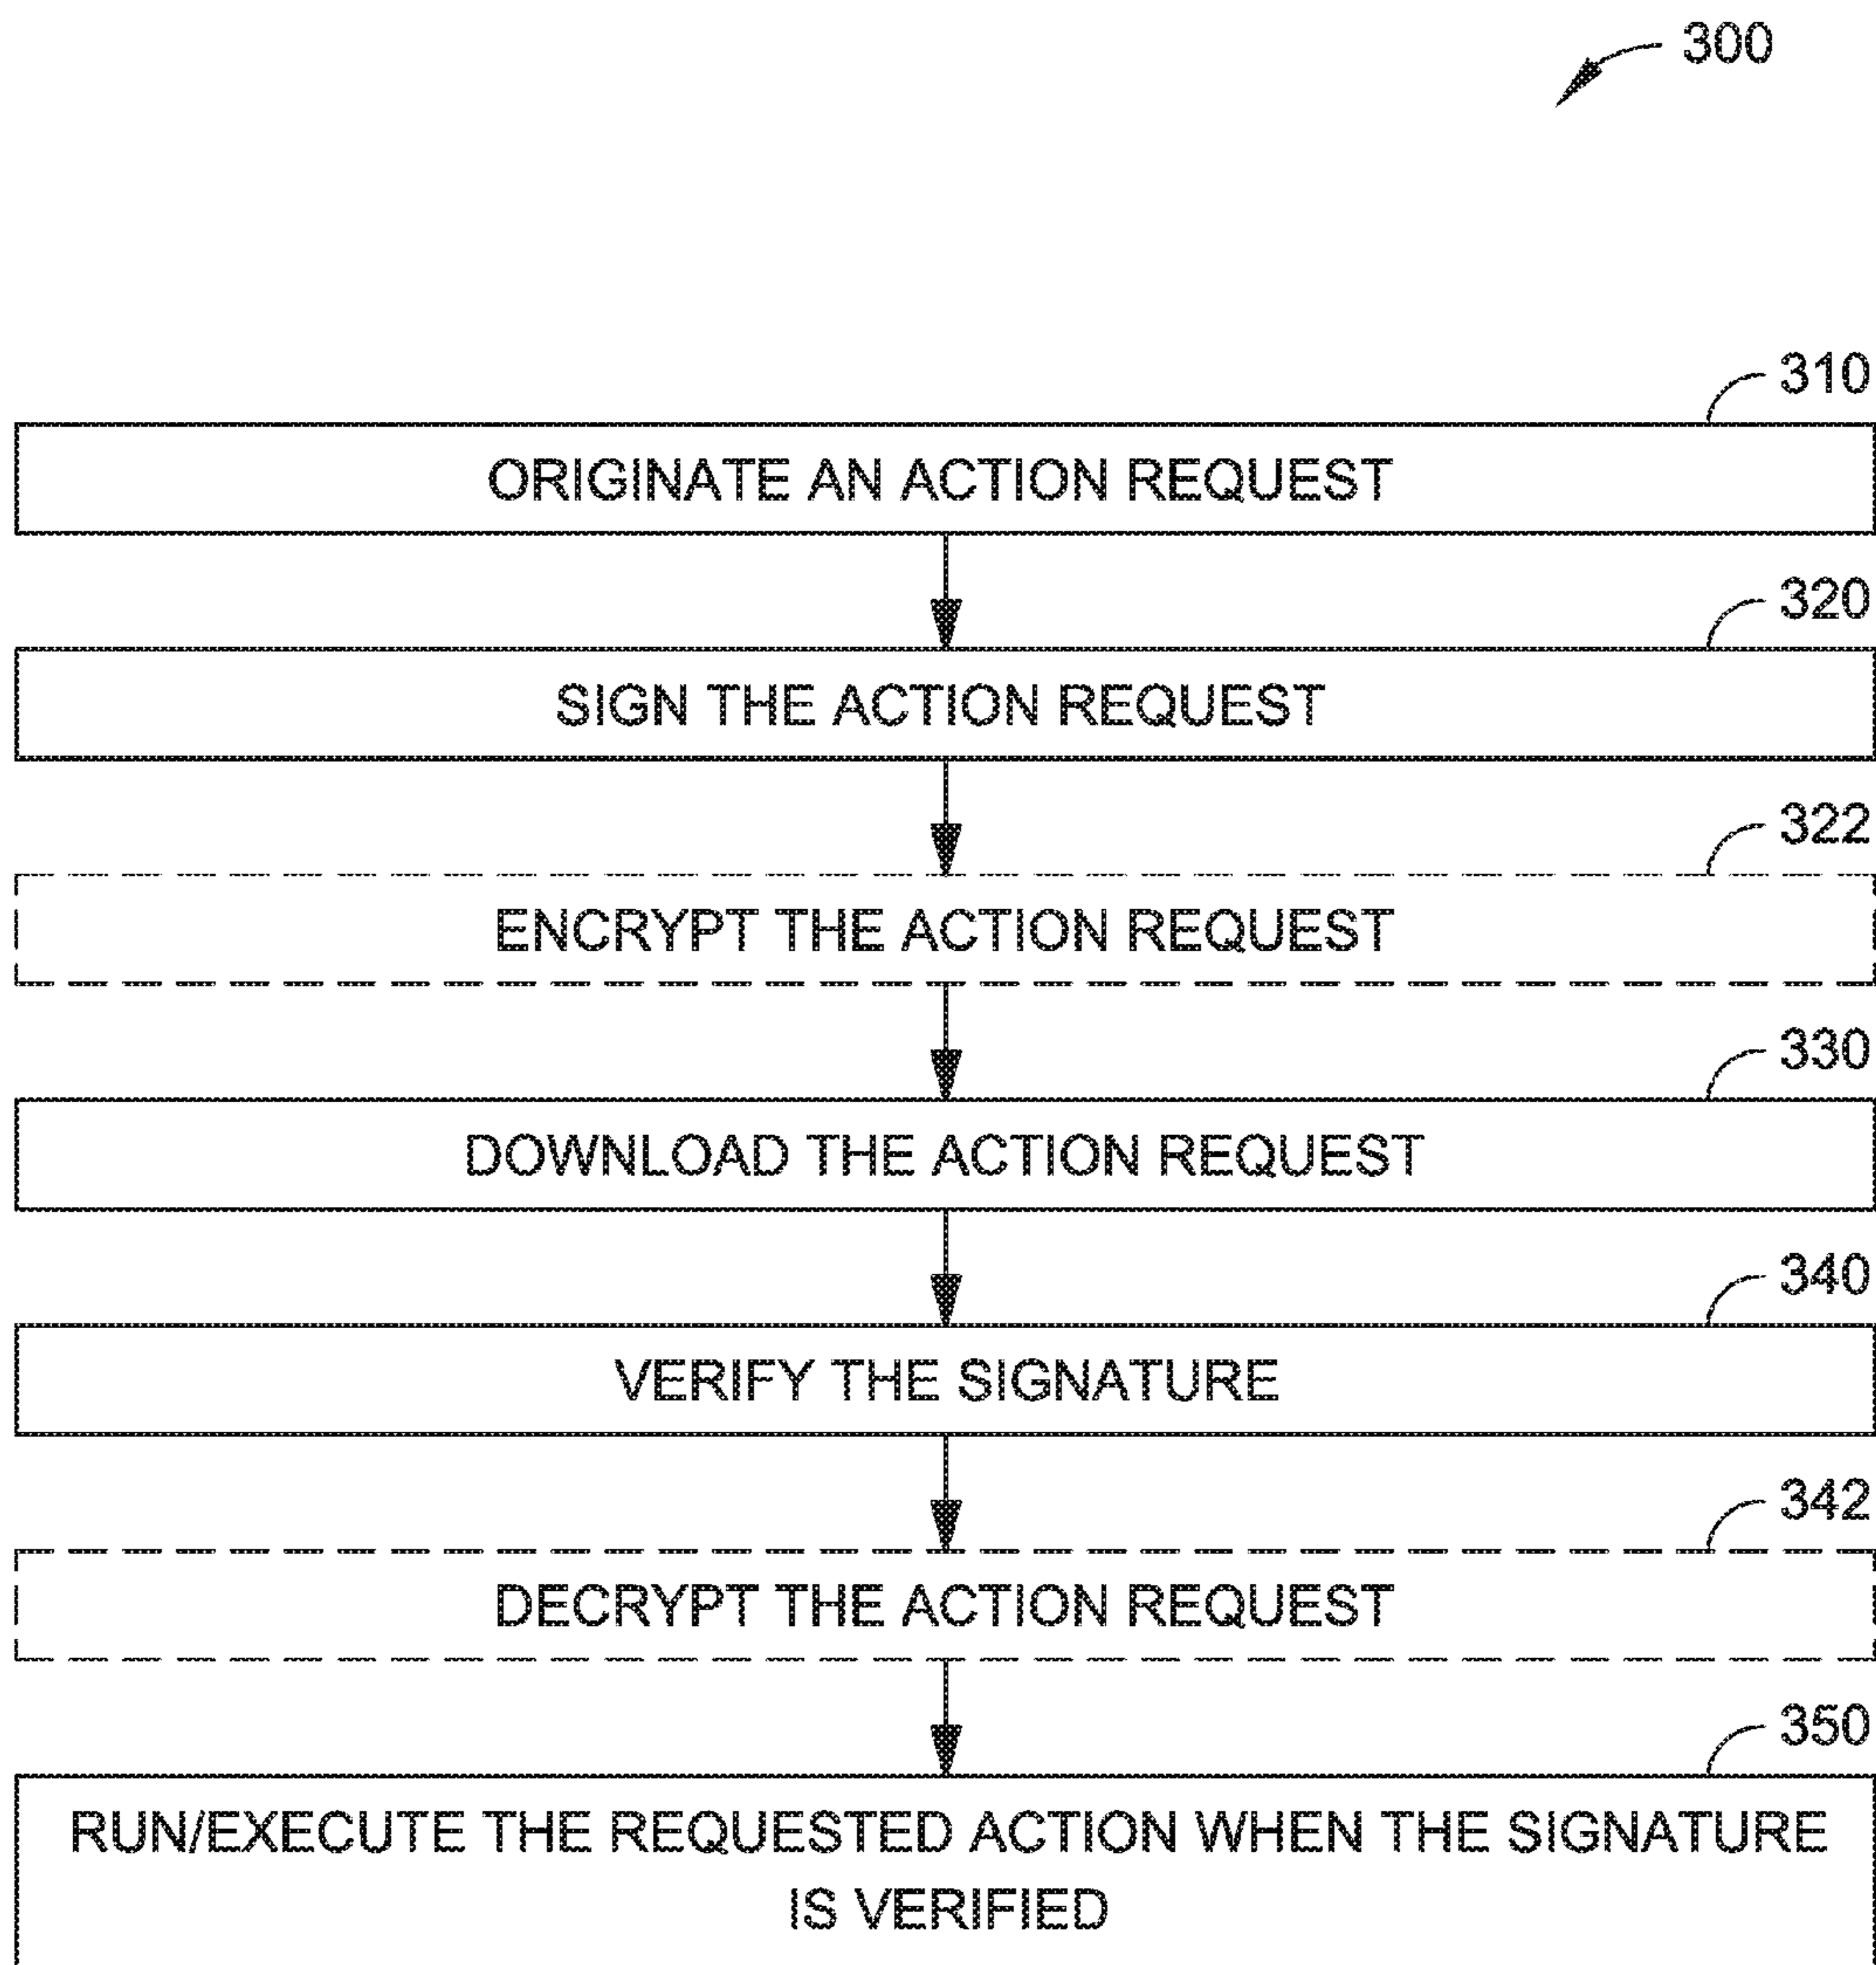 300
310
ORIGINATE AN ACTION REQUEST
320
SIGN THE ACTION REQUEST
322
ENCRYPT THE ACTION REQUEST
330
DOWNLOAD THE ACTION REQUEST
340
VERIFY THE SIGNATURE
342
DECRYPT THE ACTION REQUEST
350
RUN/EXECUTE THE REQUESTED ACTION WHEN THE SIGNATURE
IS VERIFIED